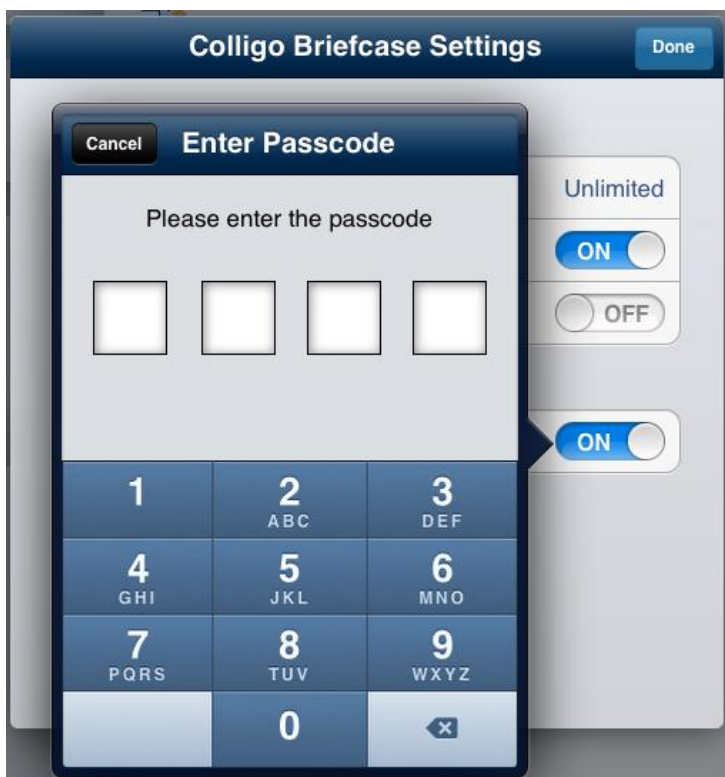 Colligo Briefcase Settings
Done
Cancel
Enter Passcode
Please enter the passcode
Unlimited
ON
OFF
ON
1
2
ABC
3
DEF
4
GHI
5
JKL
6
MNO
7
PQRS
8
TUV
9
WXYZ
0